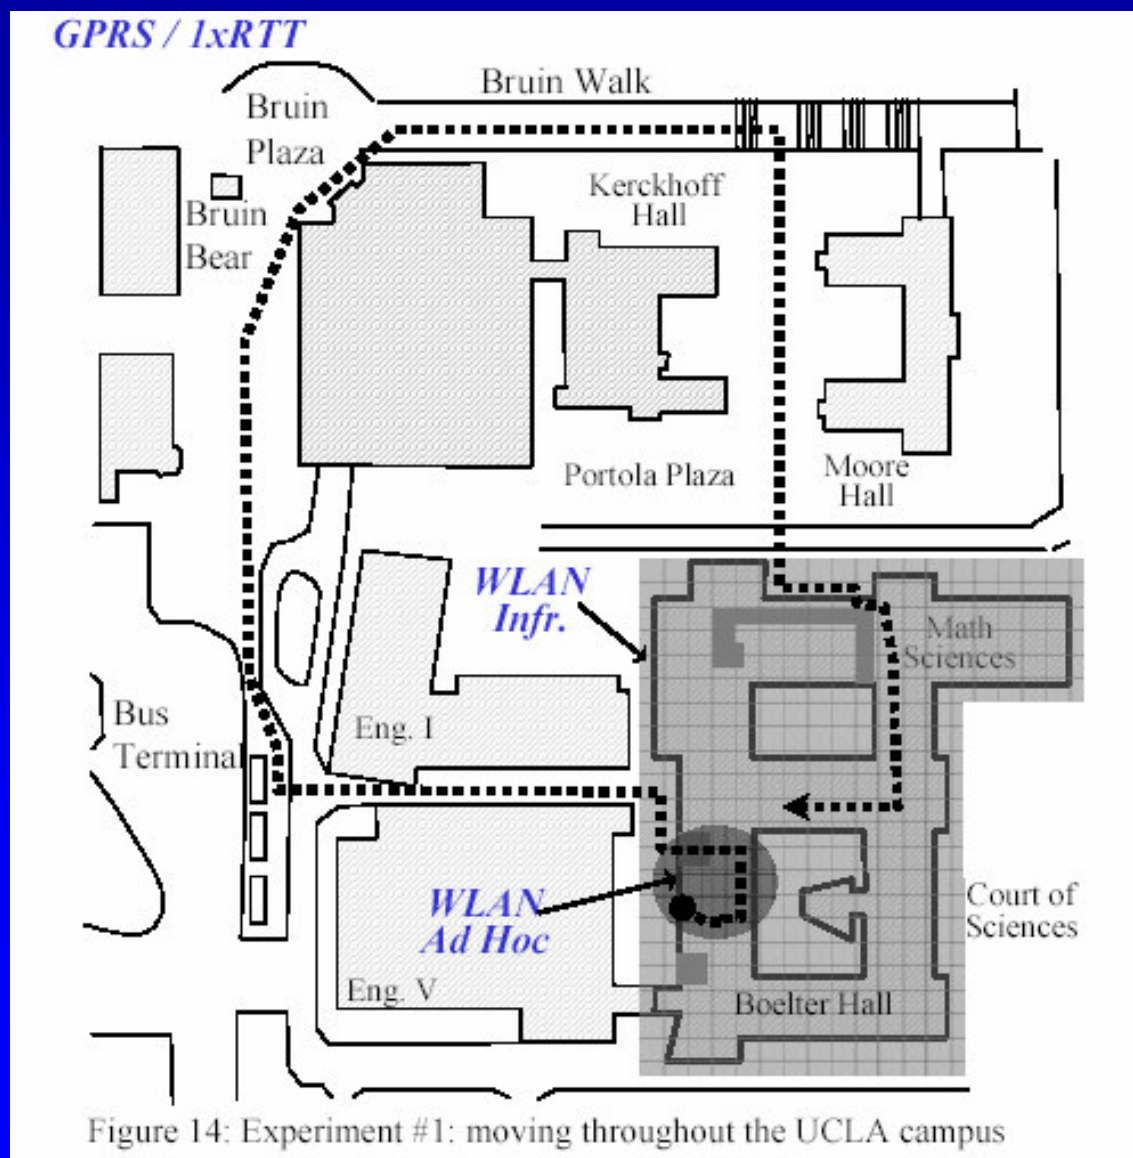 GPRS / 1xRTT
Bruin Walk
Bruin
Plaza
Kerckhoff
Hall
Bruin
Bear
Portola Plaza
Moore
Hall
WLAN
Infr.
Math
Sciences
Bus
Terminal
Eng. I
WLAN
Ad Hoc
Court of
Sciences
Eng. V
Boelter Hall
Figure 14: Experiment #1: moving throughout the UCLA campus